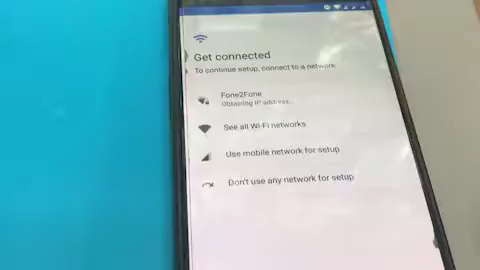 Get connected
To continue setup, connect to a network
Fone2Fone
Obtaining IP address...
See all Wi-Fi networks
Use mobile network for setup
Don't use any network for setup